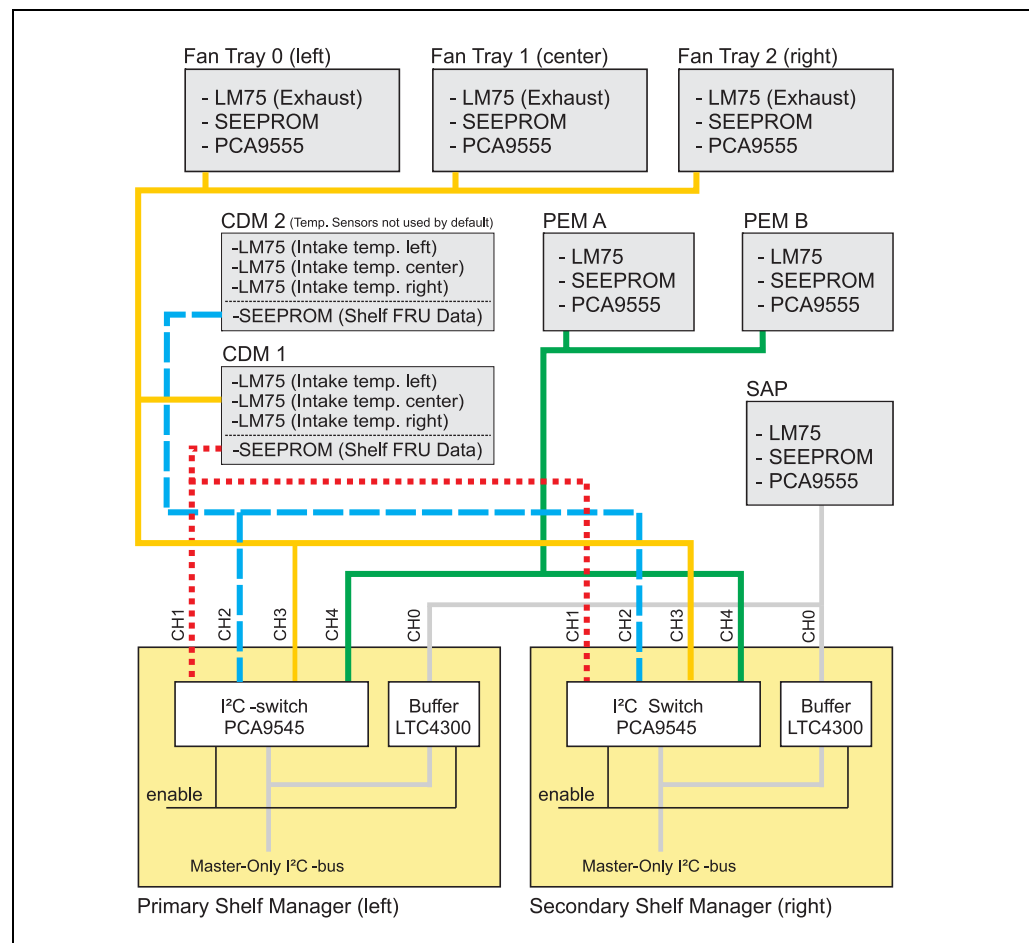 Fan Tray 0 (left)
Fan Tray 1 (center)
Fan Tray 2 (right)
- LM75 (Exhaust)
- SEEPROM
- PCA9555
- LM75 (Exhaust)
- SEEPROM
- PCA9555
- LM75 (Exhaust)
- SEEPROM
- PCA9555
CDM 2 (Temp. Sensors not used by default)
-LM75 (Intake temp. left)
-LM75 (Intake temp. center)
-LM75 (Intake temp. right)
-SEEPROM (Shelf FRU Data)
PEM A
- LM75
- SEEPROM
- PCA9555
PEM B
- LM75
- SEEPROM
- PCA9555
CDM 1
-LM75 (Intake temp. left)
-LM75 (Intake temp. center)
-LM75 (Intake temp. right)
-SEEPROM (Shelf FRU Data)
SAP
- LM75
- SEEPROM
- PCA9555
CH1
CH2
CH3
CH4
CH0
CH1
CH2
CH3
CH4
CH0
I²C -switch
PCA9545
Buffer
LTC4300
enable
Master-Only I²C -bus
Primary Shelf Manager (left)
I²C Switch
PCA9545
Buffer
LTC4300
enable
Master-Only I²C -bus
Secondary Shelf Manager (right)